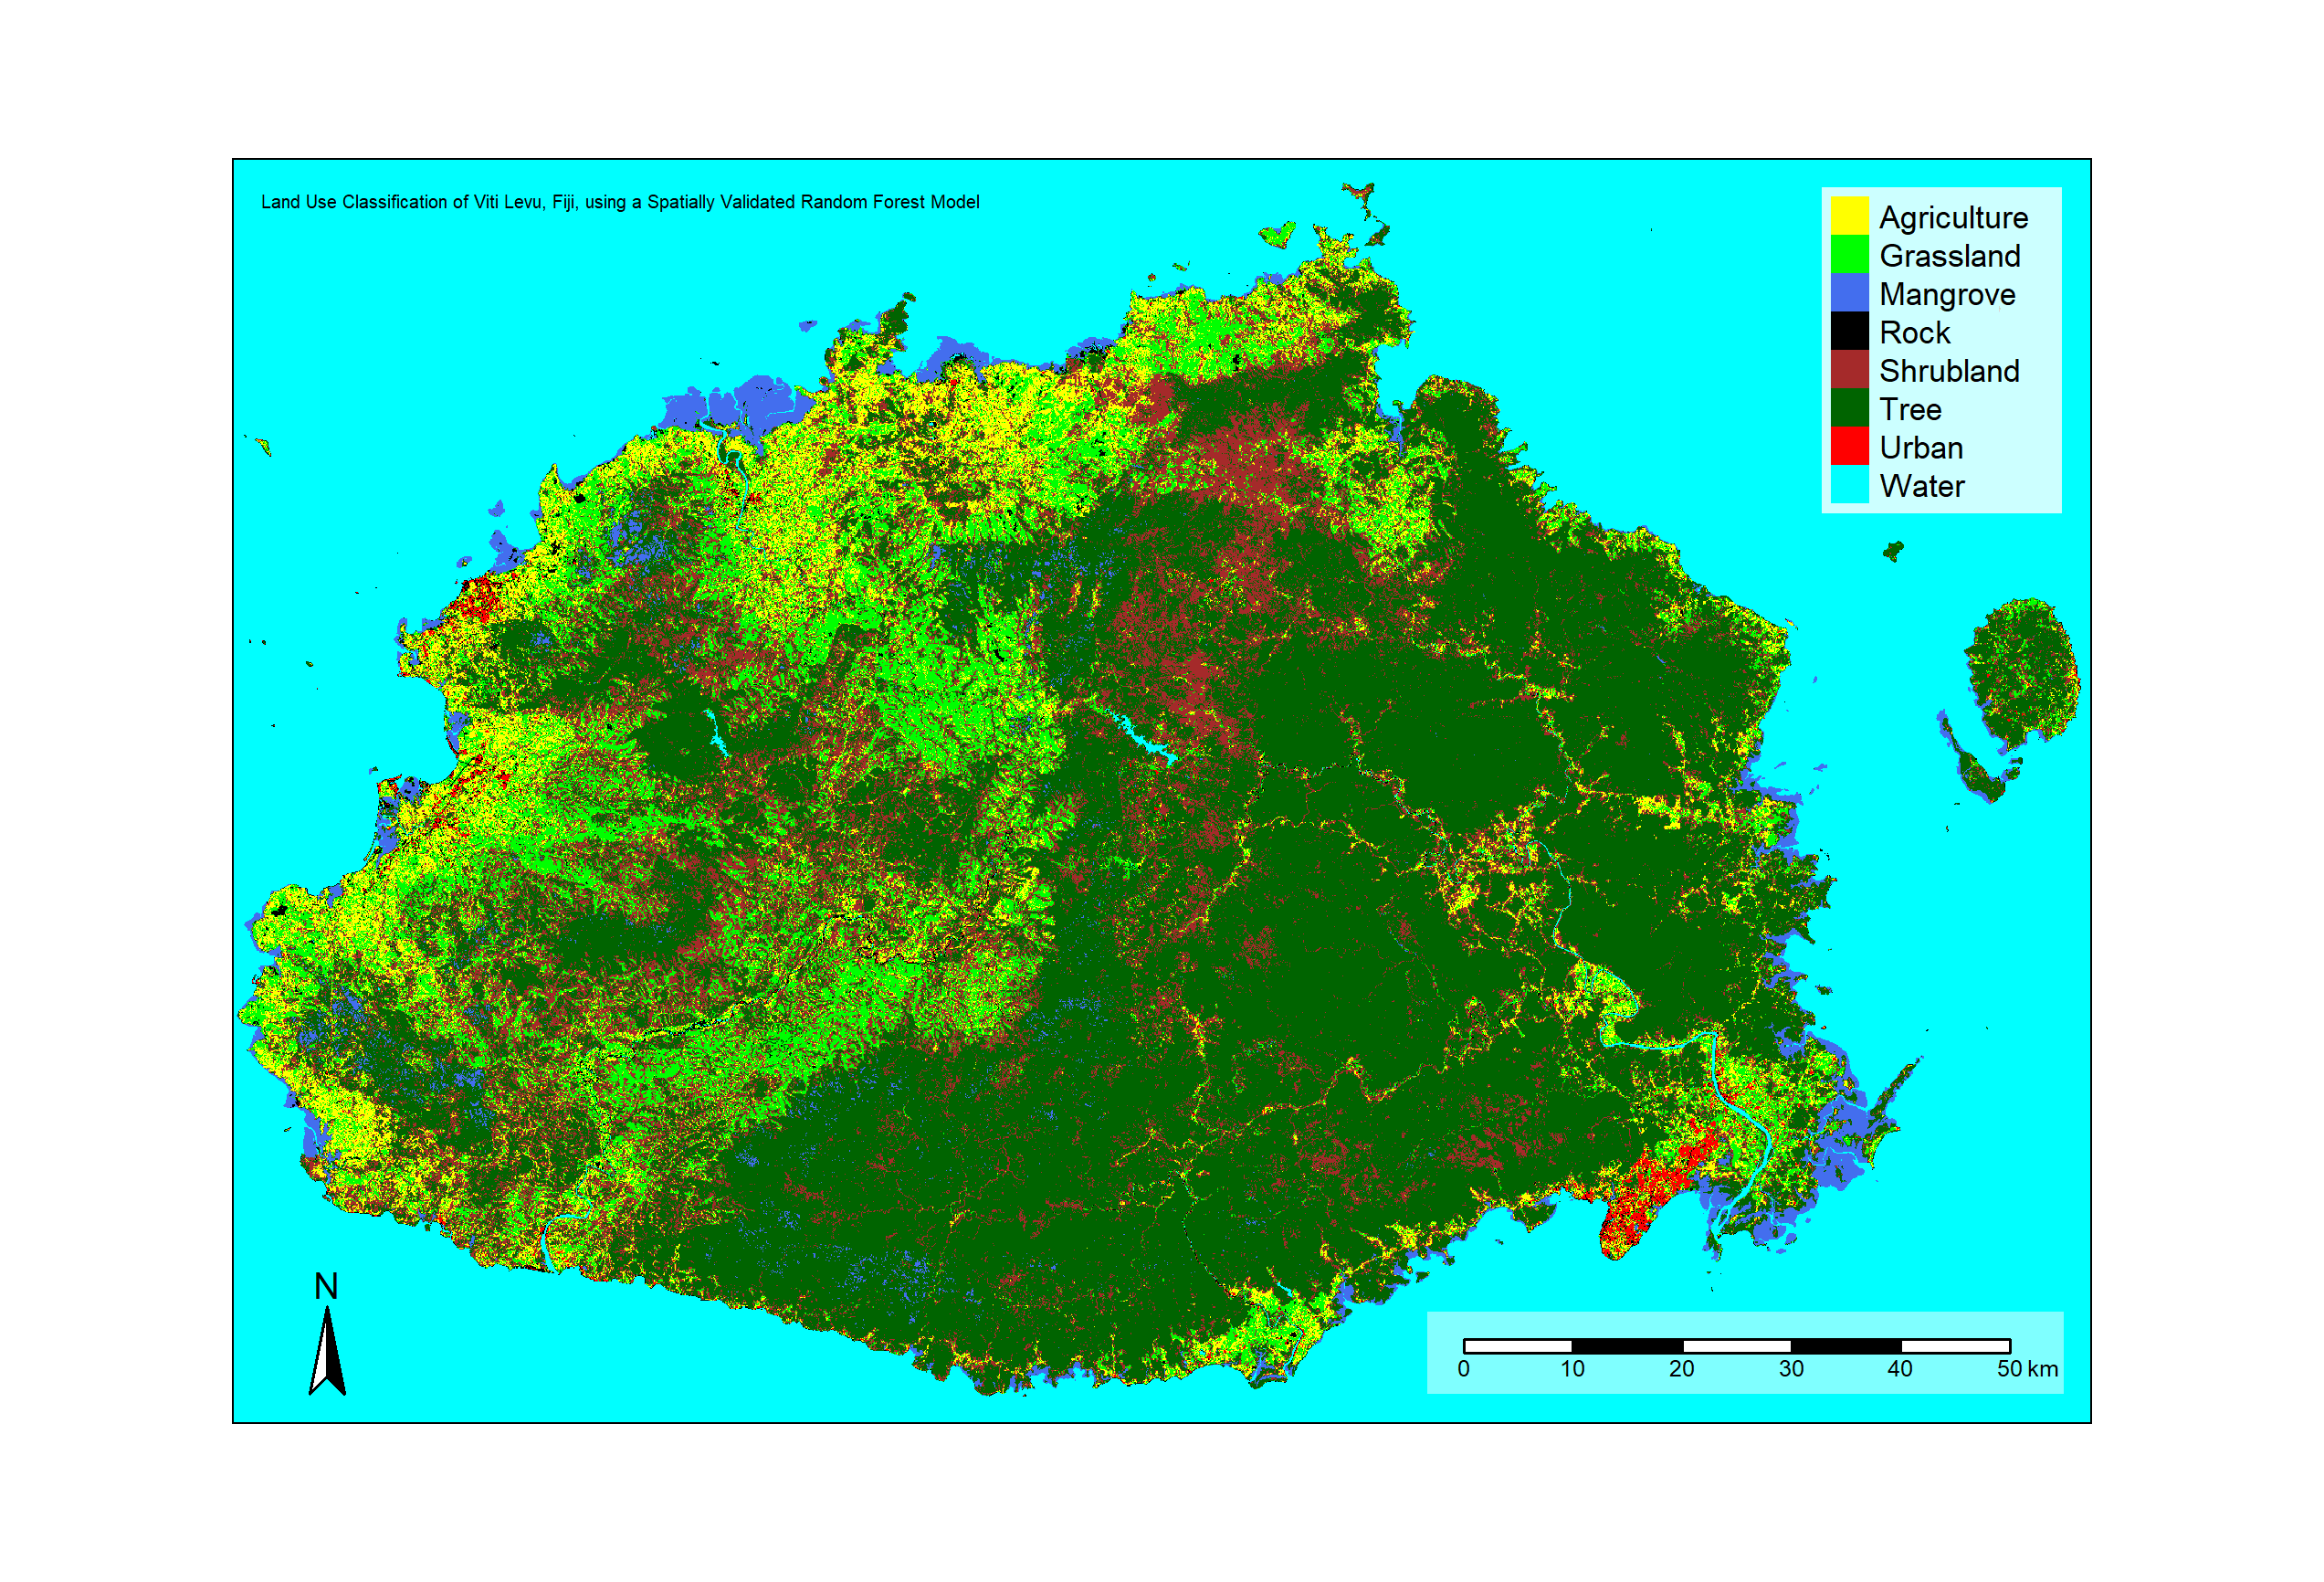 Land Use Classification of Viti Levu, Fiji, using a Spatially Validated Random Forest Model
Agriculture
Grassland
Mangrove
Rock
Shrubland
Tree
Urban
Water
N
0 10 20 30 40 50 km